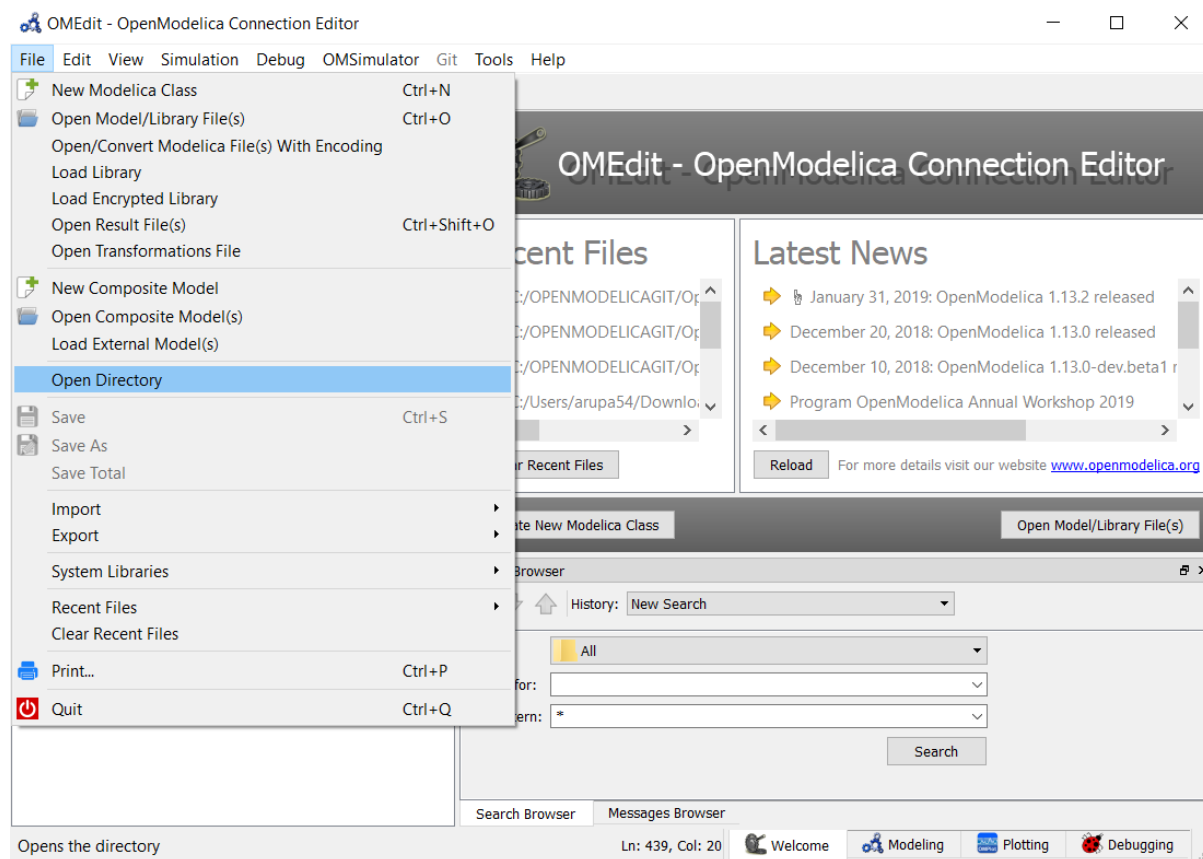 OMEdit - OpenModelica Connection Editor
File Edit View Simulation Debug OMSimulator Git Tools Help
New Modelica Class Ctrl+N
Open Model/Library File(s) Ctrl+O
Open/Convert Modelica File(s) With Encoding
Load Library
Load Encrypted Library
Open Result File(s) Ctrl+Shift+O
Open Transformations File
New Composite Model
Open Composite Model(s)
Load External Model(s)
Open Directory
Save Ctrl+S
Save As
Save Total
Import
Export
System Libraries
Recent Files
Clear Recent Files
Print... Ctrl+P
Quit Ctrl+Q
OMEdit - OpenModelica Connection Editor
cent Files
:/OPENMODELICAGIT/Op
:/OPENMODELICAGIT/Op
:/OPENMODELICAGIT/Op
:/Users/arupa54/Downlo
r Recent Files
Latest News
January 31, 2019: OpenModelica 1.13.2 released
December 20, 2018: OpenModelica 1.13.0 released
December 10, 2018: OpenModelica 1.13.0-dev.beta1 r
Program OpenModelica Annual Workshop 2019
Reload For more details visit our website www.openmodelica.org
te New Modelica Class Open Model/Library File(s)
Browser
History: New Search
All
for:
ern: *
Search
Search Browser Messages Browser
Opens the directory Ln: 439, Col: 20 Welcome Modeling Plotting Debugging